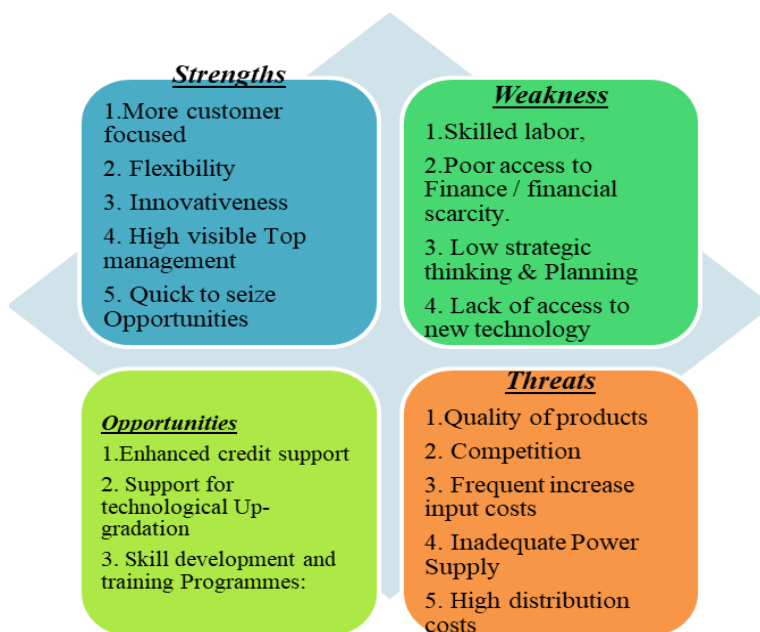 Strengths
1.More customer
focused
2. Flexibility
3. Innovativeness
4. High visible Top
management
5. Quick to seize
Opportunities
Weakness
1.Skilled labor,
2.Poor access to
Finance / financial
scarcity.
3. Low strategic
thinking & Planning
4. Lack of access to
new technology
Opportunities
1.Enhanced credit support
2. Support for
technological Up-
gradation
3. Skill development and
training Programmes:
Threats
1.Quality of products
2. Competition
3. Frequent increase
input costs
4. Inadequate Power
Supply
5. High distribution
costs